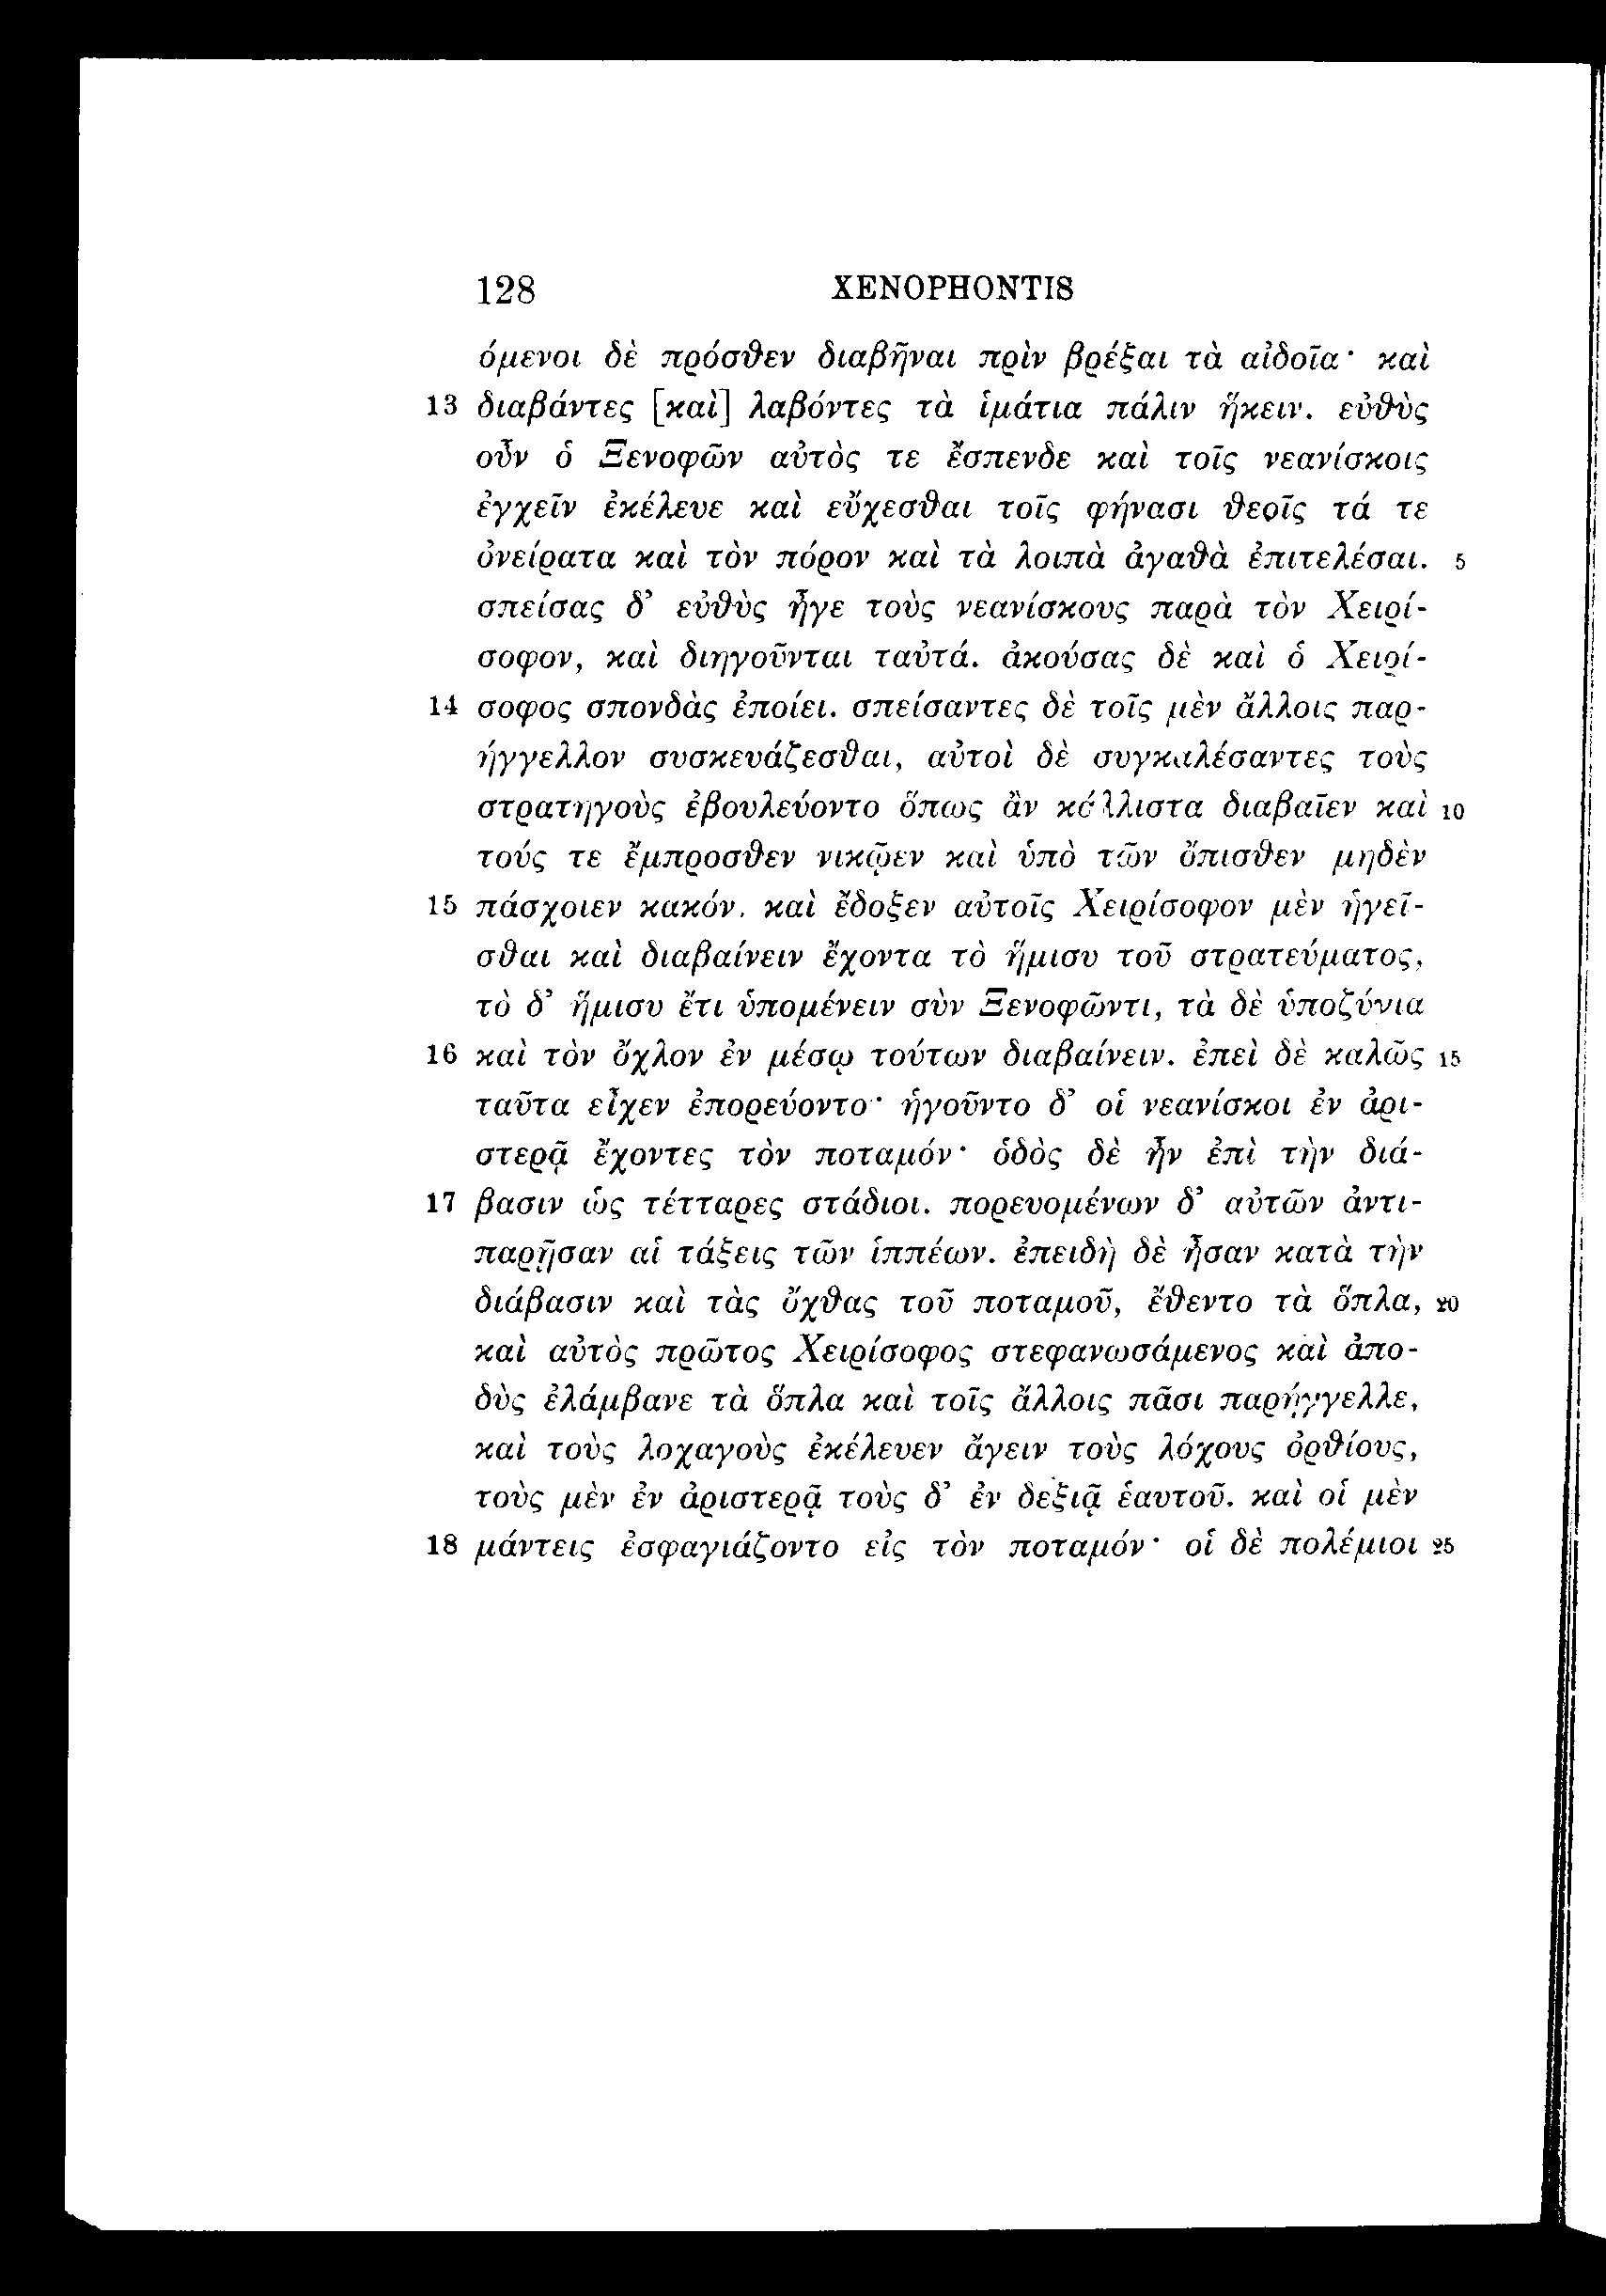 128 XENOPHONTIS
όμενοι δὲ πρόσθεν διαβῆναι πρὶν βρέξαι τὰ αἰδοῖα· καὶ
13 διαβάντες [καὶ] λαβόντες τὰ ἱμάτια πάλιν ἥκειν. εὐθὺς
οὖν ὁ Ξενοφῶν αὐτὸς τε ἔσπενδε καὶ τοῖς νεανίσκοις
ἐγχεῖν ἐκέλευε καὶ εὔχεσθαι τοῖς φήνασι θεοῖς τά τε
ὀνείρατα καὶ τὸν πόρον καὶ τὰ λοιπὰ ἀγαθὰ ἐπιτελέσαι. 5
σπείσας δ’ εὐθὺς ἦγε τοὺς νεανίσκους παρὰ τὸν Χειρί-
σοφον, καὶ διηγοῦνται ταὐτά. ἀκούσας δὲ καὶ ὁ Χειρί-
14 σοφος σπονδὰς ἐποίει. σπείσαντες δὲ τοῖς μὲν ἄλλοις παρ-
ήγγελλον συσκευάζεσθαι, αὐτοὶ δὲ συγκαλέσαντες τοὺς
στρατηγοὺς ἐβουλεύοντο ὅπως ἂν κάλλιστα διαβαῖεν καὶ 10
τούς τε ἔμπροσθεν νικῷεν καὶ ὑπὸ τῶν ὄπισθεν μηδὲν
15 πάσχοιεν κακόν. καὶ ἔδοξεν αὐτοῖς Χειρίσοφον μὲν ἡγεῖ-
σθαι καὶ διαβαίνειν ἔχοντα τὸ ἥμισυ τοῦ στρατεύματος,
τὸ δ’ ἥμισυ ἔτι ὑπομένειν σὺν Ξενοφῶντι, τὰ δὲ ὑποζύγια
16 καὶ τὸν ὄχλον ἐν μέσῳ τούτων διαβαίνειν. ἐπεὶ δὲ καλῶς 15
ταῦτα εἶχεν ἐπορεύοντο· ἡγοῦντο δ’ οἱ νεανίσκοι ἐν ἀρι-
στερᾷ ἔχοντες τὸν ποταμόν· ὁδὸς δὲ ἦν ἐπὶ τὴν διά-
17 βασιν ὡς τέτταρες στάδιοι. πορευομένων δ’ αὐτῶν ἀντι-
παρῇσαν αἱ τάξεις τῶν ἱππέων. ἐπειδὴ δὲ ἦσαν κατὰ τὴν
διάβασιν καὶ τὰς ὄχθας τοῦ ποταμοῦ, ἔθεντο τὰ ὅπλα, 20
καὶ αὐτὸς πρῶτος Χειρίσοφος στεφανωσάμενος καὶ ἀπο-
δὺς ἐλάμβανε τὰ ὅπλα καὶ τοῖς ἄλλοις πᾶσι παρήγγελλε,
καὶ τοὺς λοχαγοὺς ἐκέλευεν ἄγειν τοὺς λόχους ὀρθίους,
τοὺς μὲν ἐν ἀριστερᾷ τοὺς δ’ ἐν δεξιᾷ ἑαυτοῦ. καὶ οἱ μὲν
18 μάντεις ἐσφαγιάζοντο εἰς τὸν ποταμόν· οἱ δὲ πολέμιοι 25